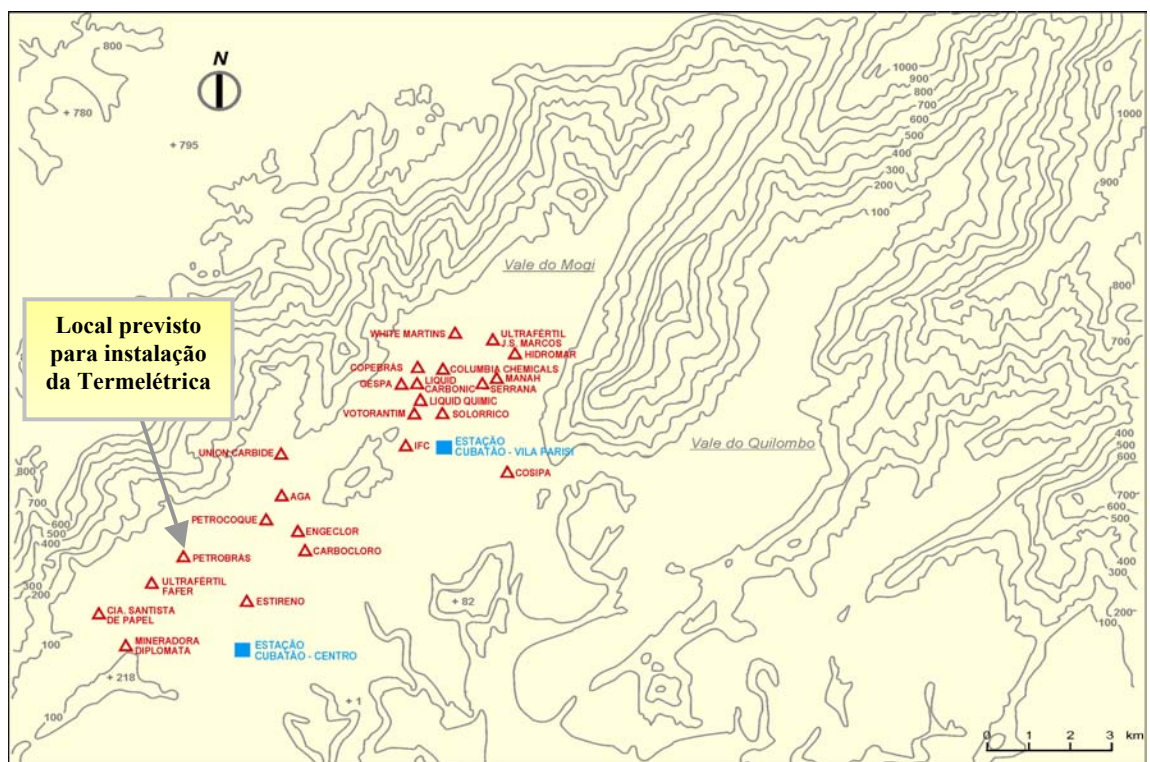 800
N
+ 780
+ 795
1000
900
800
700
600
500
400
300
200
100
1000
900
Vale do Mogi
800
700
Local previsto
para instalação
da Termelétrica
WHITE MARTINS
ULTRAFÉRTIL
J.S. MARCOS
HIDROMAR
COPEBRÁS
COLUMBIA CHEMICALS
MANAH
GESPA
LIQUID
CARBONIC
SERRANA
LIQUID QUIMIC
VOTORANTIM
SOLORRICO
IFC
ESTAÇÃO
CUBATÃO - VILA PARISI
Vale do Quilombo
400
500
600
UNION CARBIDE
COSIPA
800
700
600
500
400
AGA
700
600
500
PETROCOQUE
ENGECLOR
CARBOCLORO
400
300
PETROBRÁS
300
200
ULTRAFÉRTIL
FAFER
ESTIRENO
+ 82
200
100
CIA. SANTISTA
DE PAPEL
100
MINERADORA
DIPLOMATA
ESTAÇÃO
CUBATÃO - CENTRO
+ 218
+ 1
100
0 1 2 3 km